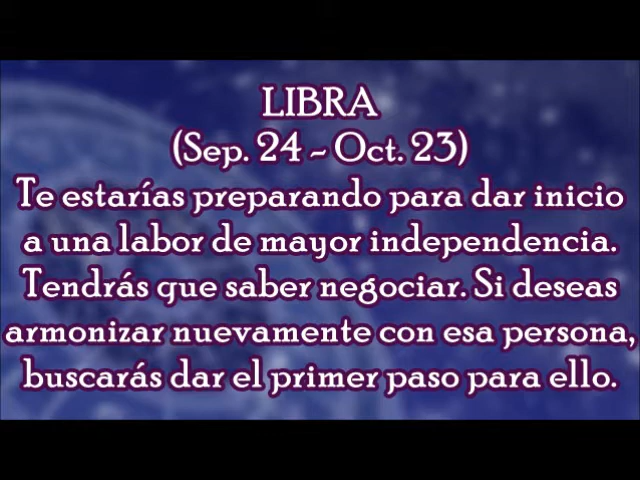 LIBRA
(Sep. 24 - Oct. 23)
Te estarías preparando para dar inicio
a una labor de mayor independencia.
Tendrás que saber negociar. Si deseas
armonizar nuevamente con esa persona,
buscarás dar el primer paso para ello.